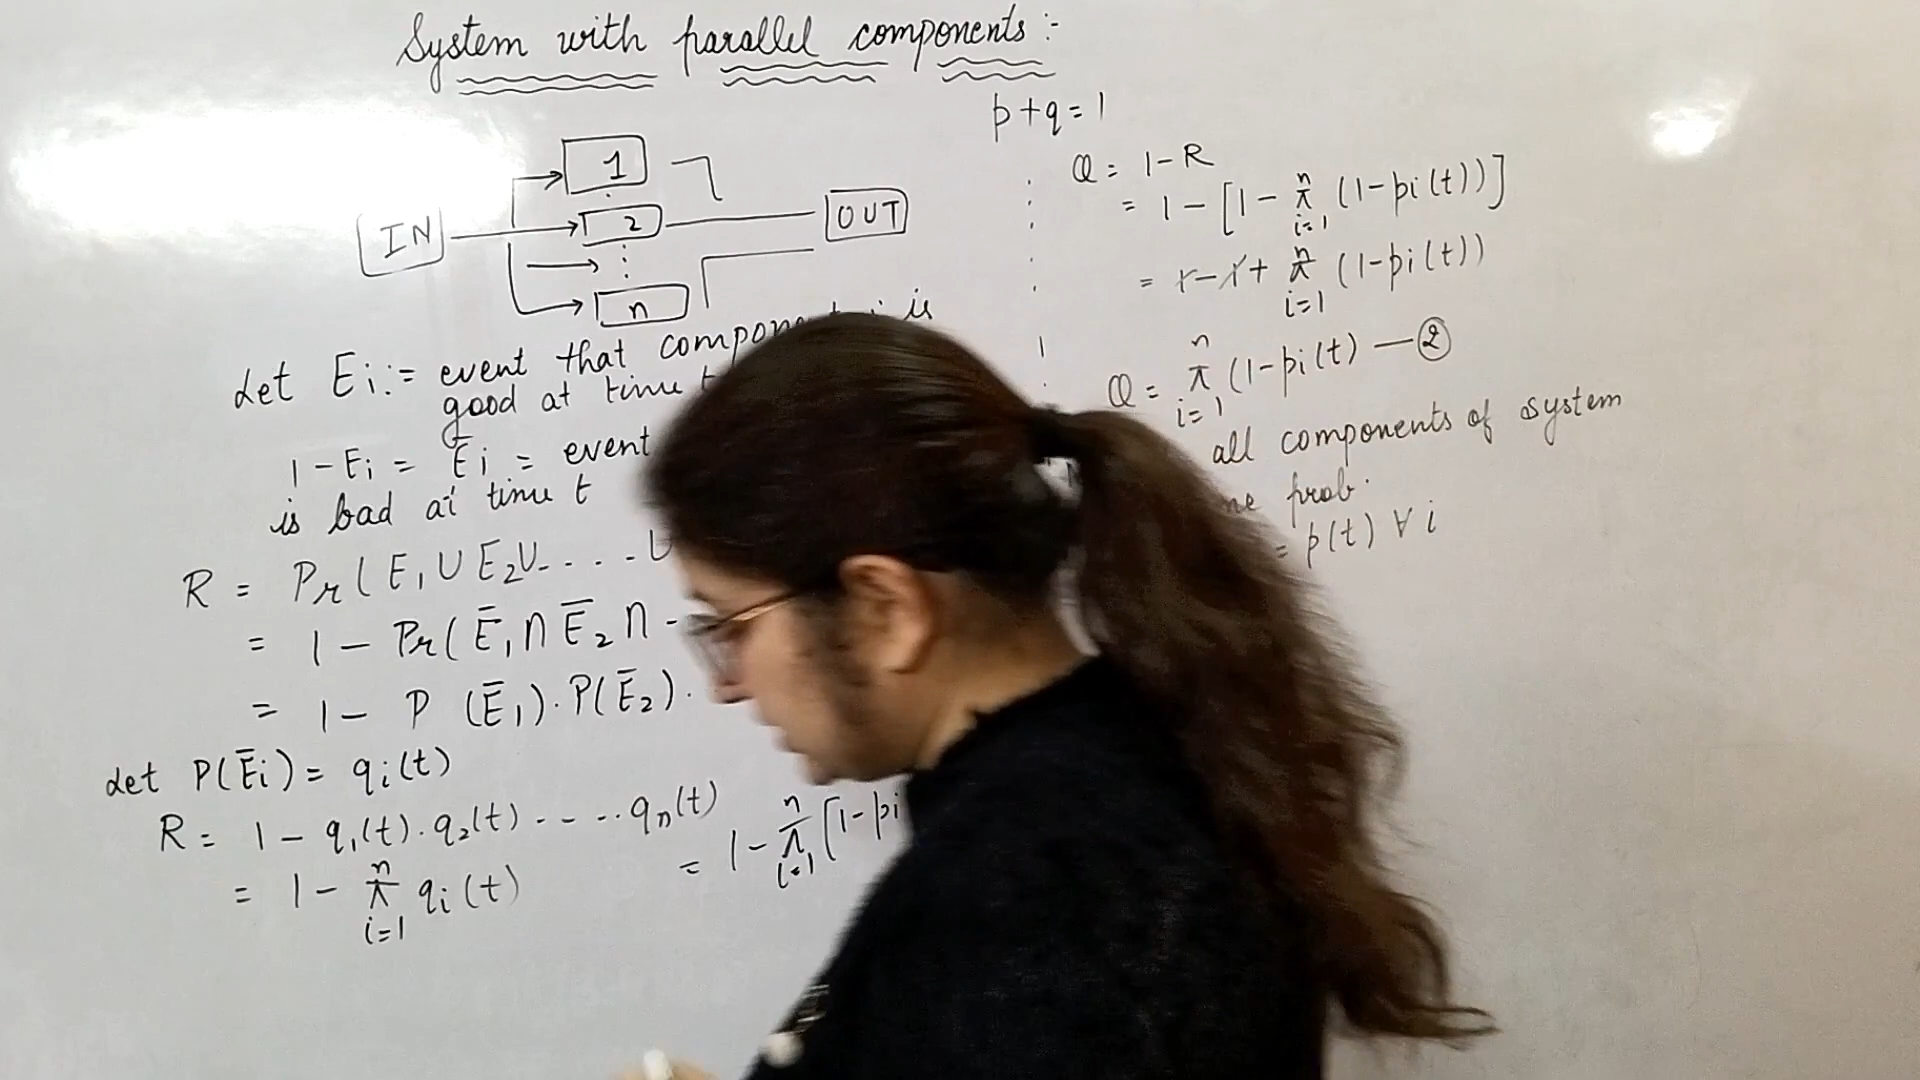 System with parallel components :-
IN
1
2
⋮
n
OUT
Let Ei := event that component i is
good at time t
1 - Ei = Ēi = event
is bad at time t
R = Pr(E₁ ∪ E₂ ∪ - . . . - ∪
= 1 - Pr(Ē₁ ∩ Ē₂ ∩ -
= 1 - P (Ē₁) . P(Ē₂) .
Let P(Ēi) = qi(t)
R = 1 - q₁(t) . q₂(t) - - - . . qn(t)
= 1 - n π i=1 qi(t)
= 1 - n π i=1 [1 - pi
p + q = 1
Q = 1 - R
= 1 - [1 - n π i=1 (1 - pi(t))]
= 1 - 1 + n π i=1 (1 - pi(t))
Q = n π i=1 (1 - pi(t) — ②
all components of system
prob.
= p(t) ∀ i